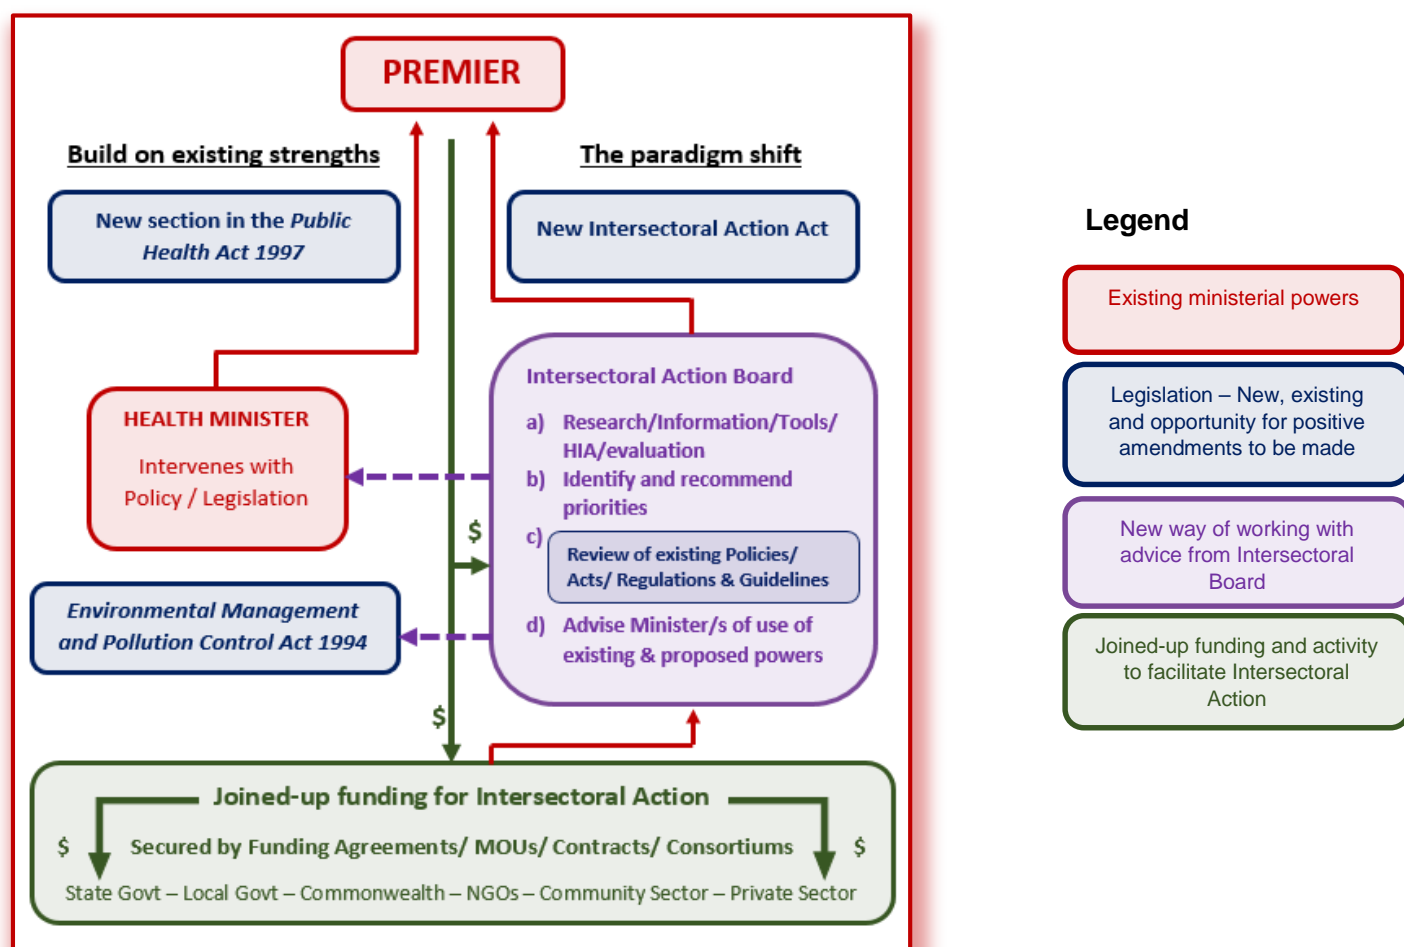 PREMIER
Build on existing strengths
The paradigm shift
New section in the Public
Health Act 1997
New Intersectoral Action Act
HEALTH MINISTER
Intervenes with
Policy / Legislation
Intersectoral Action Board
a) Research/Information/Tools/
HIA/evaluation
b) Identify and recommend
priorities
c) Review of existing Policies/
Acts/ Regulations & Guidelines
d) Advise Minister/s of use of
existing & proposed powers
$
Environmental Management
and Pollution Control Act 1994
$
Joined-up funding for Intersectoral Action
$ Secured by Funding Agreements/ MOUs/ Contracts/ Consortiums $
State Govt – Local Govt – Commonwealth – NGOs – Community Sector – Private Sector
Legend
Existing ministerial powers
Legislation – New, existing
and opportunity for positive
amendments to be made
New way of working with
advice from Intersectoral
Board
Joined-up funding and activity
to facilitate Intersectoral
Action